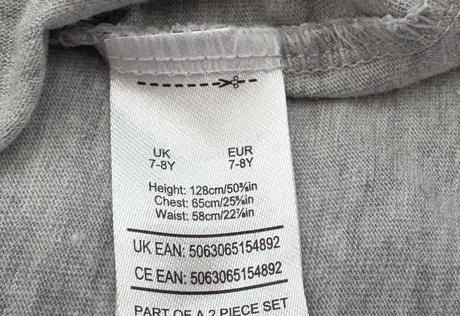 UK EUR
7-8Y 7-8Y
Height: 128cm/50⅜in
Chest: 65cm/25⅝in
Waist: 58cm/22⅞in
UK EAN: 5063065154892
CE EAN: 5063065154892
PART OF A 2 PIECE SET